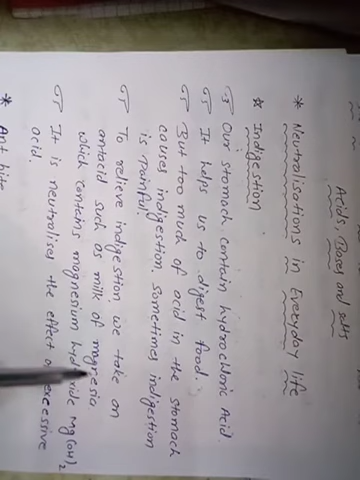 Acids, Bases and salts
* Neutralisations in Everyday life
☆ Indigestion
Our stomach contain hydrochloric Acid.
It helps us to digest food.
But too much of acid in the stomach
causes indigestion. Sometimes indigestion
is painful.
To relieve indigestion we take an
antacid such as milk of magnesia
which contains magnesium Mg(OH)2
It is neutralises the effect excessive
acid.
* Ant bite